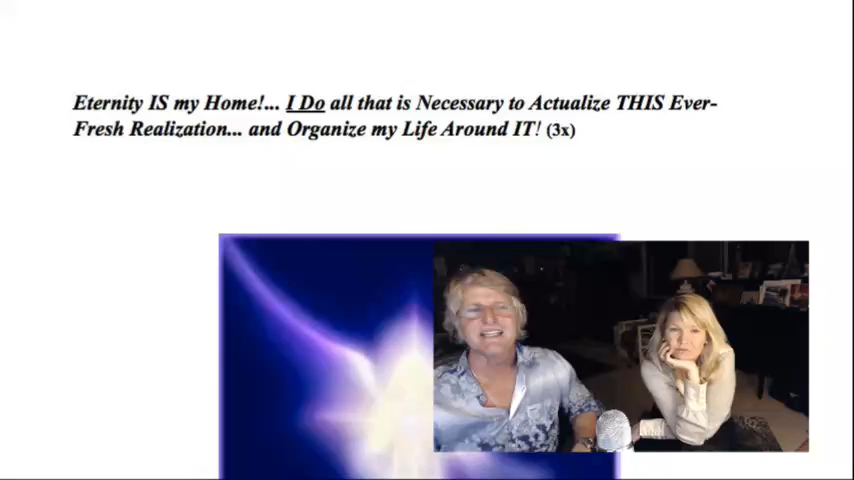 Eternity IS my Home!... I Do all that is Necessary to Actualize THIS Ever-
Fresh Realization... and Organize my Life Around IT! (3x)